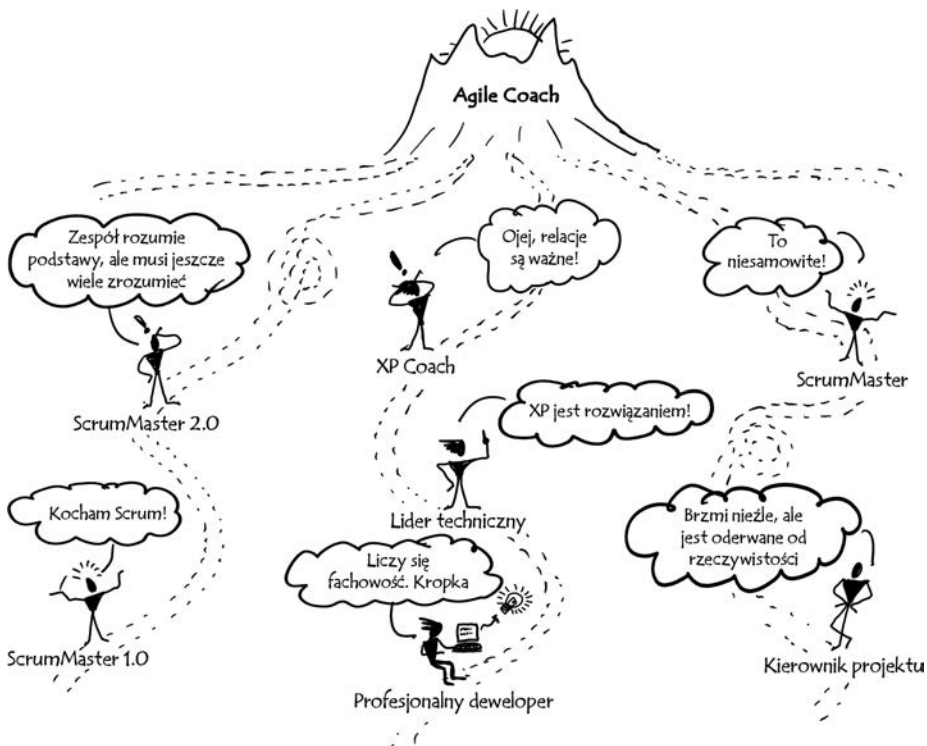 Agile Coach
Zespół rozumie
podstawy, ale musi jeszcze
wiele zrozumieć
ScrumMaster 2.0
Kocham Scrum!
ScrumMaster 1.0
Ojej, relacje
są ważne!
XP Coach
XP jest rozwiązaniem!
Lider techniczny
Liczy się
fachowość. Kropka
Profesjonalny deweloper
To
niesamowite!
ScrumMaster
Brzmi nieźle, ale
jest oderwane od
rzeczywistości
Kierownik projektu